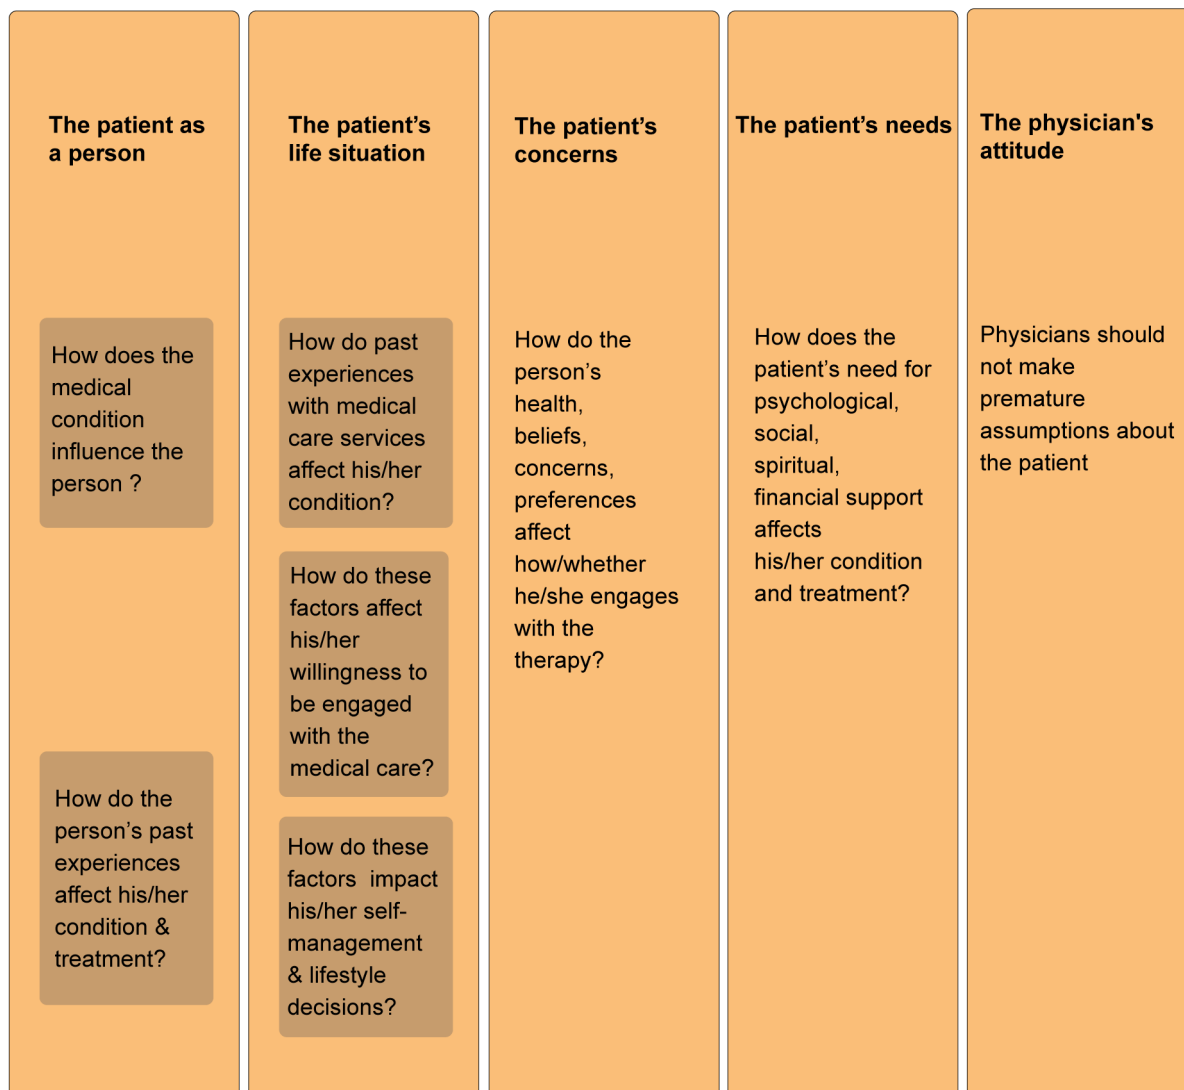 The patient as
a person
How does the
medical
condition
influence the
person ?
How do the
person’s past
experiences
affect his/her
condition &
treatment?
The patient’s
life situation
How do past
experiences
with medical
care services
affect his/her
condition?
How do these
factors affect
his/her
willingness to
be engaged
with the
medical care?
How do these
factors  impact
his/her self-
management
& lifestyle
decisions?
The patient’s
concerns
How do the
person’s
health,
beliefs,
concerns,
preferences
affect
how/whether
he/she engages
with the
therapy?
The patient’s needs
How does the
patient’s need for
psychological,
social,
spiritual,
financial support
affects
his/her condition
and treatment?
The physician's
attitude
Physicians should
not make
premature
assumptions about
the patient